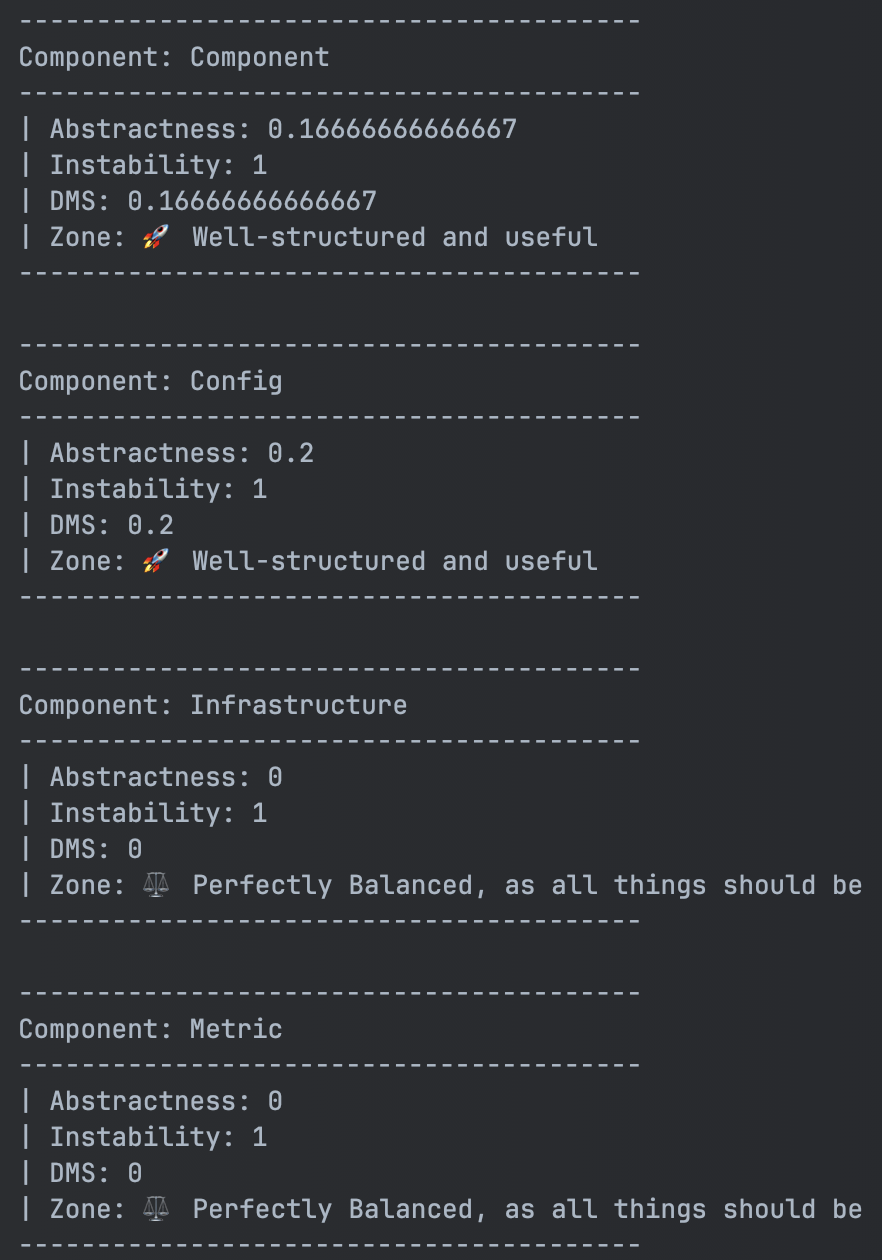 ----------------------------------------
Component: Component
----------------------------------------
| Abstractness: 0.16666666666667
| Instability: 1
| DMS: 0.16666666666667
| Zone: 🚀 Well-structured and useful
----------------------------------------

----------------------------------------
Component: Config
----------------------------------------
| Abstractness: 0.2
| Instability: 1
| DMS: 0.2
| Zone: 🚀 Well-structured and useful
----------------------------------------

----------------------------------------
Component: Infrastructure
----------------------------------------
| Abstractness: 0
| Instability: 1
| DMS: 0
| Zone: ⚖ Perfectly Balanced, as all things should be
----------------------------------------

----------------------------------------
Component: Metric
----------------------------------------
| Abstractness: 0
| Instability: 1
| DMS: 0
| Zone: ⚖ Perfectly Balanced, as all things should be
----------------------------------------